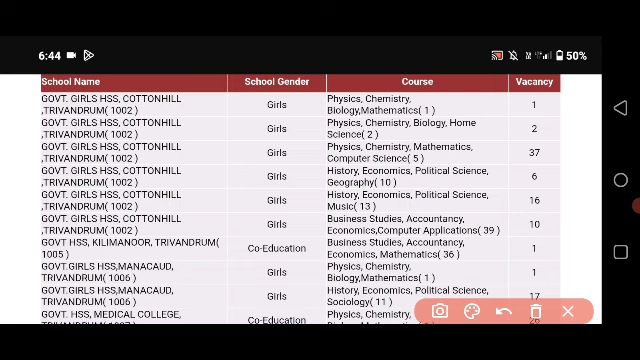 6:44 50%
School Name School Gender Course Vacancy
GOVT. GIRLS HSS, COTTONHILL Girls Physics, Chemistry, 1
,TRIVANDRUM( 1002 ) Biology,Mathematics( 1 )
GOVT. GIRLS HSS, COTTONHILL Girls Physics, Chemistry, Biology, Home 2
,TRIVANDRUM( 1002 ) Science( 2 )
GOVT. GIRLS HSS, COTTONHILL Girls Physics, Chemistry, Mathematics, 37
,TRIVANDRUM( 1002 ) Computer Science( 5 )
GOVT. GIRLS HSS, COTTONHILL Girls History, Economics, Political Science, 6
,TRIVANDRUM( 1002 ) Geography( 10 )
GOVT. GIRLS HSS, COTTONHILL Girls History, Economics, Political Science, 16
,TRIVANDRUM( 1002 ) Music( 13 )
GOVT. GIRLS HSS, COTTONHILL Girls Business Studies, Accountancy, 10
,TRIVANDRUM( 1002 ) Economics,Computer Applications( 39 )
GOVT HSS, KILIMANOOR, TRIVANDRUM( Co-Education Business Studies, Accountancy, 1
1005 ) Economics, Mathematics( 36 )
GOVT.GIRLS HSS,MANACAUD, Girls Physics, Chemistry, 1
TRIVANDRUM( 1006 ) Biology,Mathematics( 1 )
GOVT.GIRLS HSS,MANACAUD, Girls History, Economics, Political Science, 17
TRIVANDRUM( 1006 ) Sociology( 11 )
GOVT. HSS, MEDICAL COLLEGE, Co-Education Physics, Chemistry,